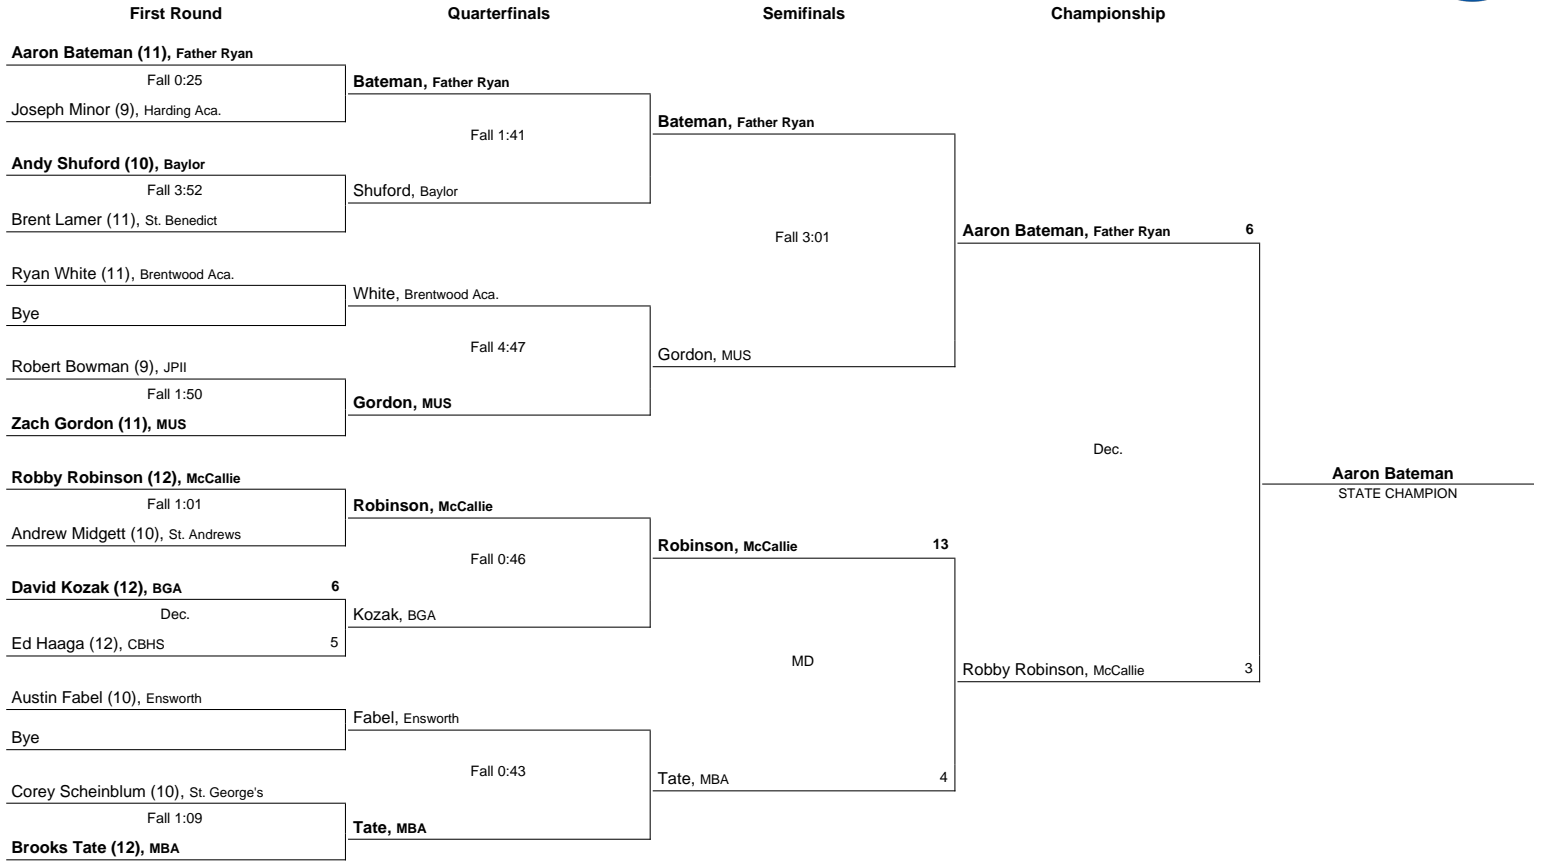 First Round Quarterfinals Semifinals Championship
Aaron Bateman (11), Father Ryan
Fall 0:25
Joseph Minor (9), Harding Aca.
Andy Shuford (10), Baylor
Fall 3:52
Brent Lamer (11), St. Benedict
Ryan White (11), Brentwood Aca.
Bye
Robert Bowman (9), JPII
Fall 1:50
Zach Gordon (11), MUS
Robby Robinson (12), McCallie
Fall 1:01
Andrew Midgett (10), St. Andrews
David Kozak (12), BGA 6
Dec.
Ed Haaga (12), CBHS 5
Austin Fabel (10), Ensworth
Bye
Corey Scheinblum (10), St. George's
Fall 1:09
Brooks Tate (12), MBA
Bateman, Father Ryan
Fall 1:41
Shuford, Baylor
White, Brentwood Aca.
Fall 4:47
Gordon, MUS
Robinson, McCallie
Fall 0:46
Kozak, BGA
Fabel, Ensworth
Fall 0:43
Tate, MBA
Bateman, Father Ryan
Fall 3:01
Gordon, MUS
Robinson, McCallie 13
MD
Tate, MBA 4
Aaron Bateman, Father Ryan 6
Dec.
Robby Robinson, McCallie 3
Aaron Bateman
STATE CHAMPION